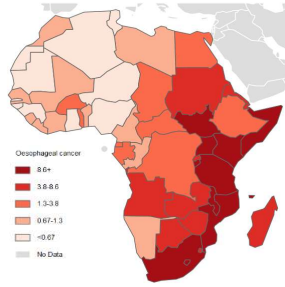 Oesophageal cancer
8.6+
3.8-8.6
1.3-3.8
0.67-1.3
<0.67
No Data